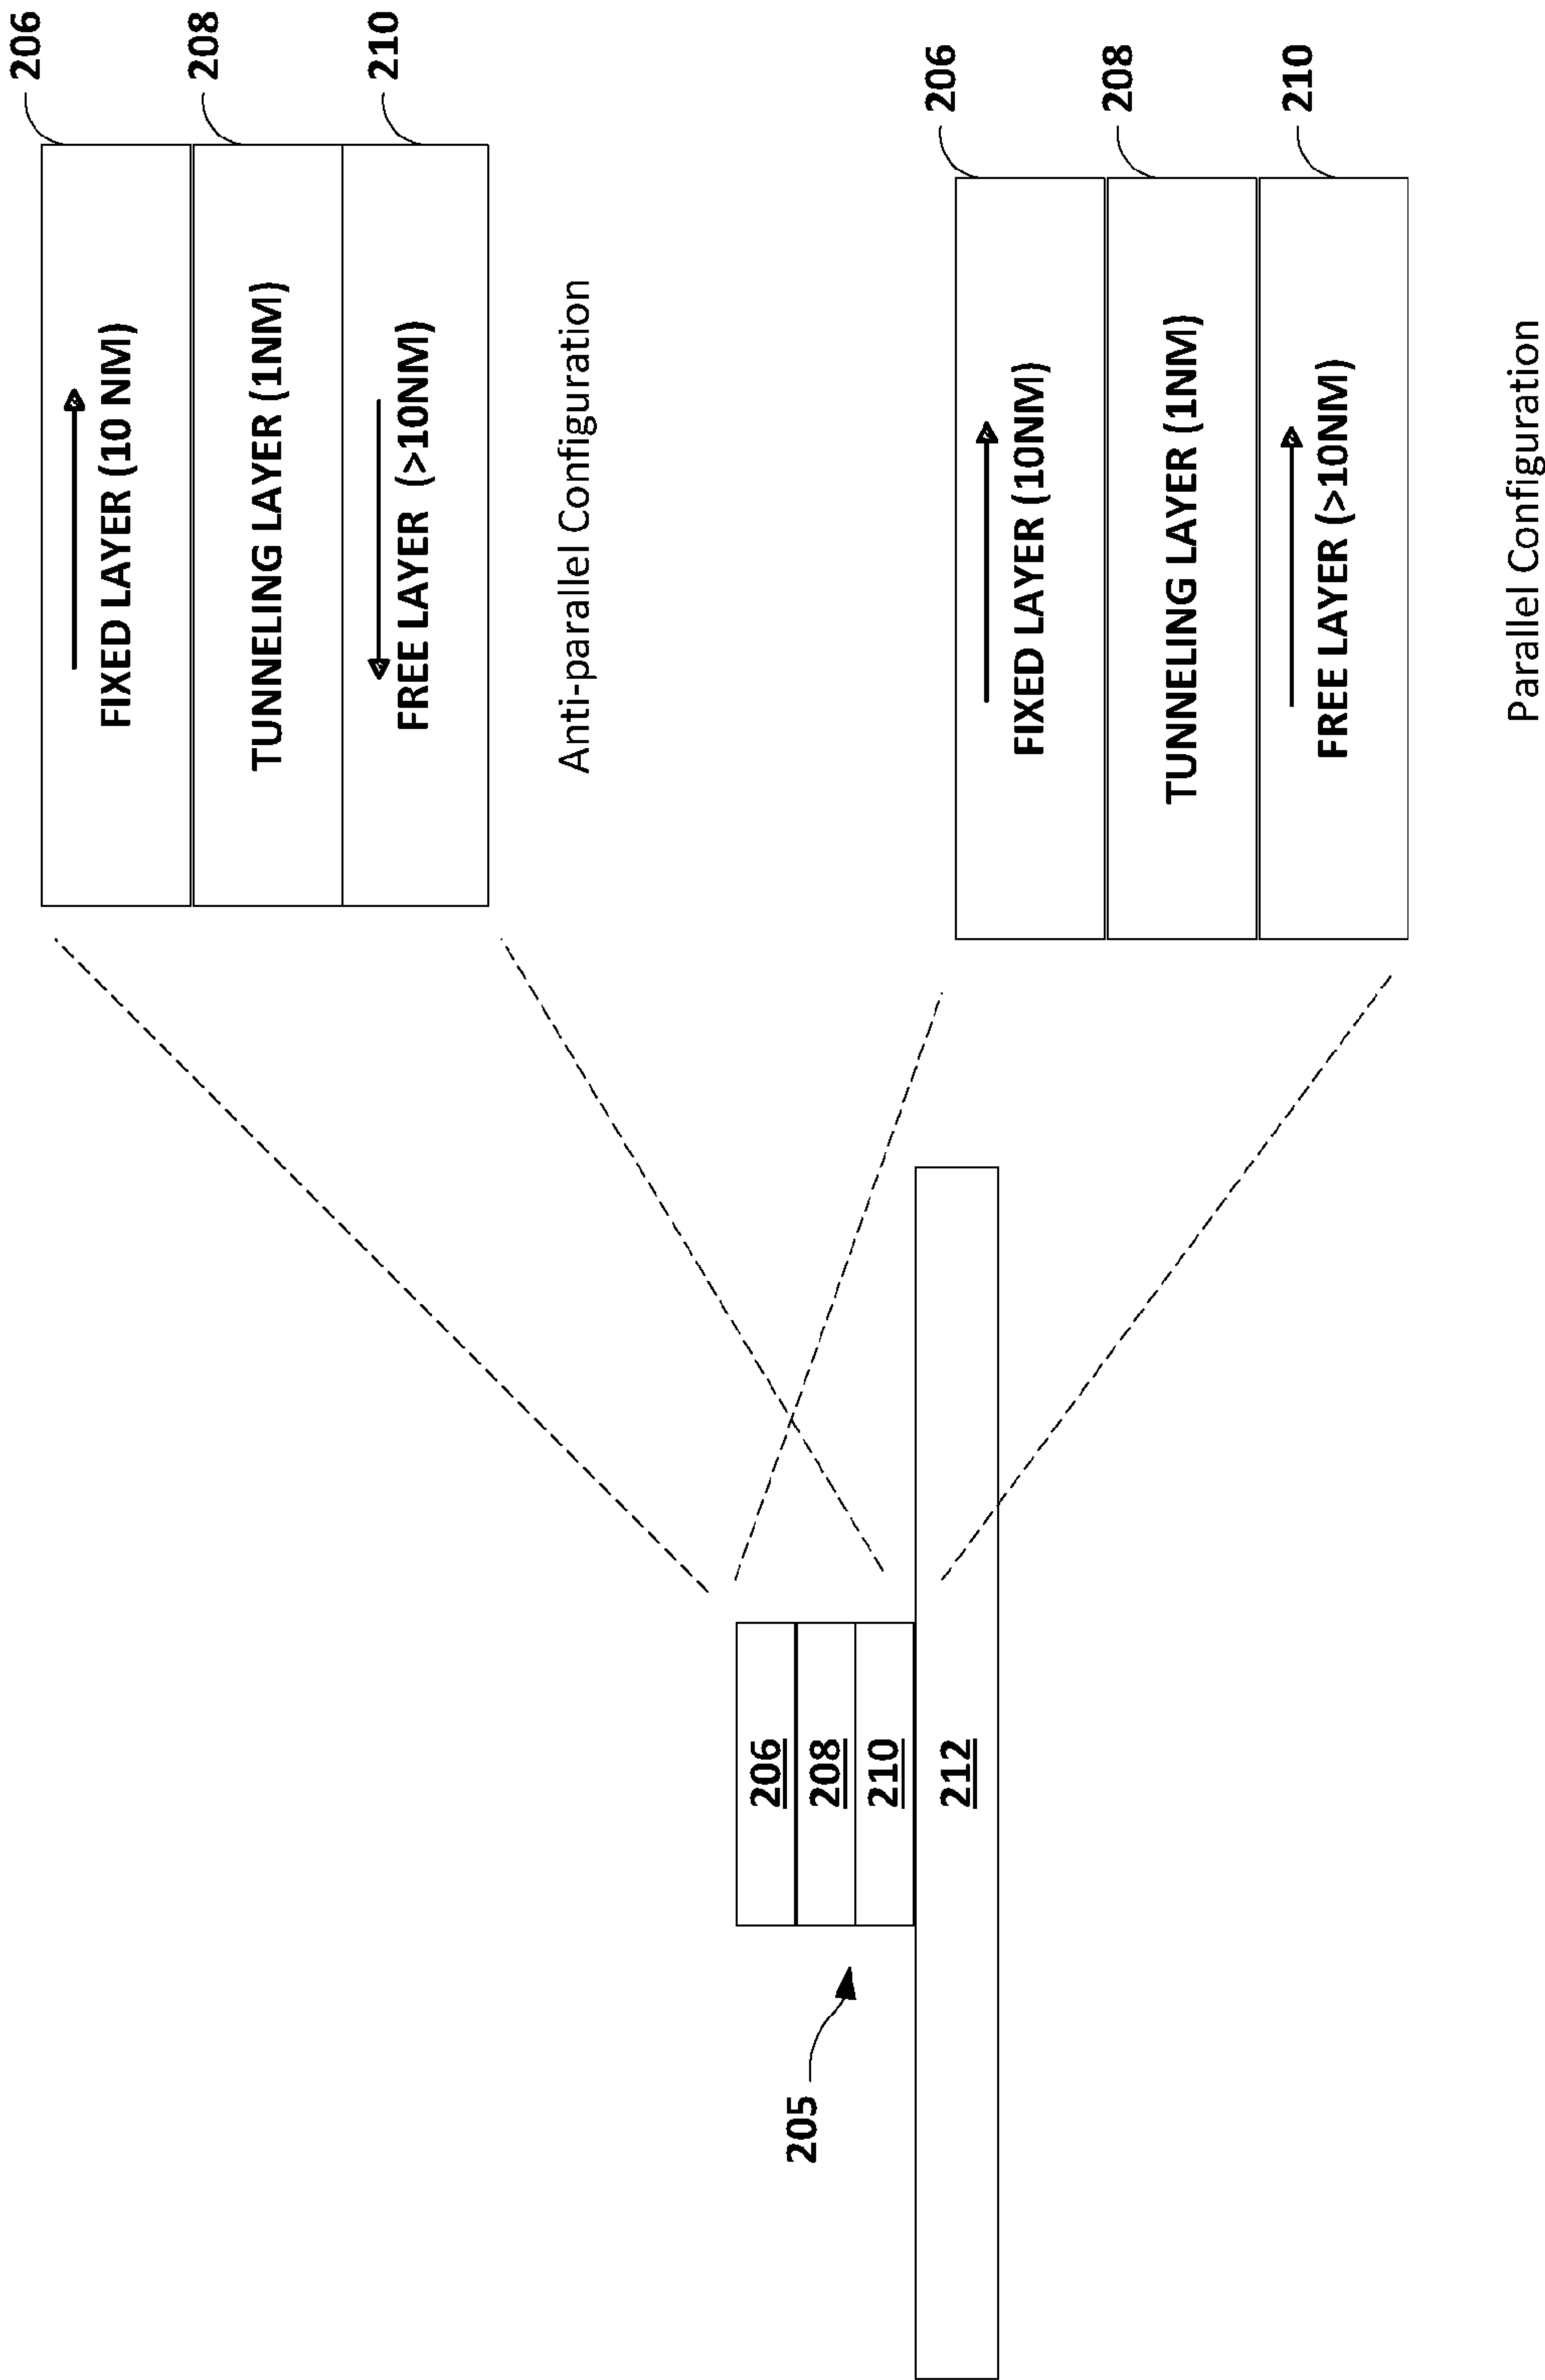 206
FIXED LAYER (10 NM)
208
TUNNELING LAYER (1NM)
210
FREE LAYER (>10NM)
Anti-parallel Configuration
205
206
208
210
212
206
FIXED LAYER (10NM)
208
TUNNELING LAYER (1NM)
210
FREE LAYER (>10NM)
Parallel Configuration